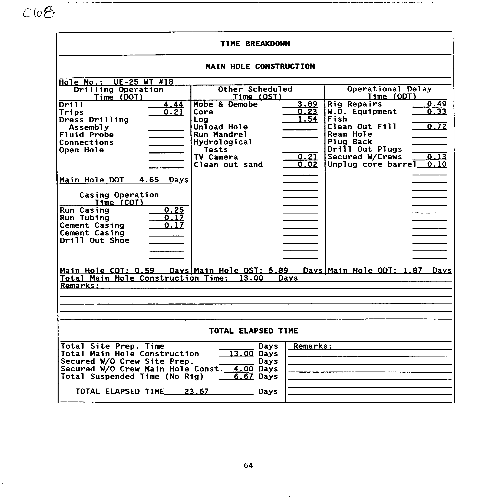 TIME BREAKDOWN
MAIN HOLE CONSTRUCTION
Hole No.: UE-25 WT #18
Drilling Operation Time (DOT)
Drill 4.44
Trips 0.21
Dress Drilling
Assembly
Fluid Probe
Connections
Open Hole
Main Hole DOT 4.65 Days
Casing Operation
Time (COT)
Run Casing 0.25
Run Tubing 0.17
Cement Casing 0.17
Cement Casing
Drill Out Shoe
Main Hole COT: 0.59 Days
Other Scheduled
Time (OST)
Mobe & Demobe 3.89
Core 0.23
Log 1.54
Unload Hole
Run Mandrel
Hydrological
Tests
TV Camera 0.21
Clean out sand 0.02
Main Hole OST: 5.89 Days
Operational Delay
Time (ODT)
Rig Repairs 0.49
W.O. Equipment 0.33
Fish
Clean Out Fill 0.72
Ream Hole
Plug Back
Drill Out Plugs
Secured W/Crews 0.13
Unplug core barrel 0.10
Main Hole ODT: 1.87 Days
Total Main Hole Construction Time: 13.00 Days
Remarks:
TOTAL ELAPSED TIME
Total Site Prep. Time Days
Total Main Hole Construction 13.00 Days
Secured W/O Crew Site Prep. Days
Secured W/O Crew Main Hole Const. 4.00 Days
Total Suspended Time (No Rig) 6.67 Days
TOTAL ELAPSED TIME 23.67 Days
Remarks:
64